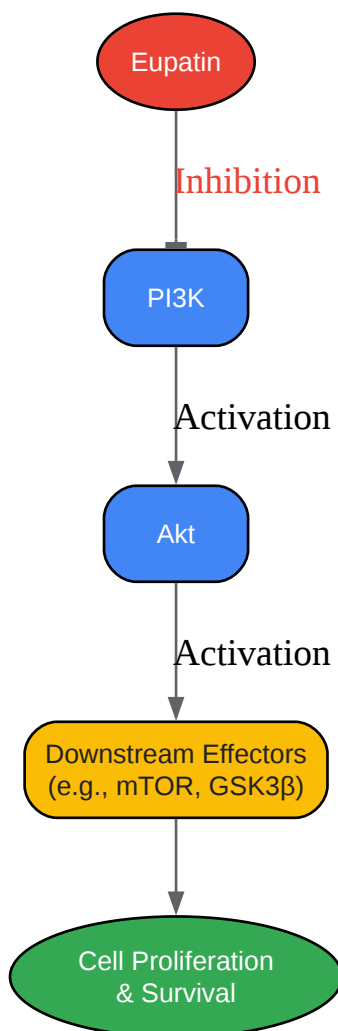 Eupatin
Inhibition
PI3K
Activation
Akt
Activation
Downstream Effectors
(e.g., mTOR, GSK3β)
Cell Proliferation
& Survival